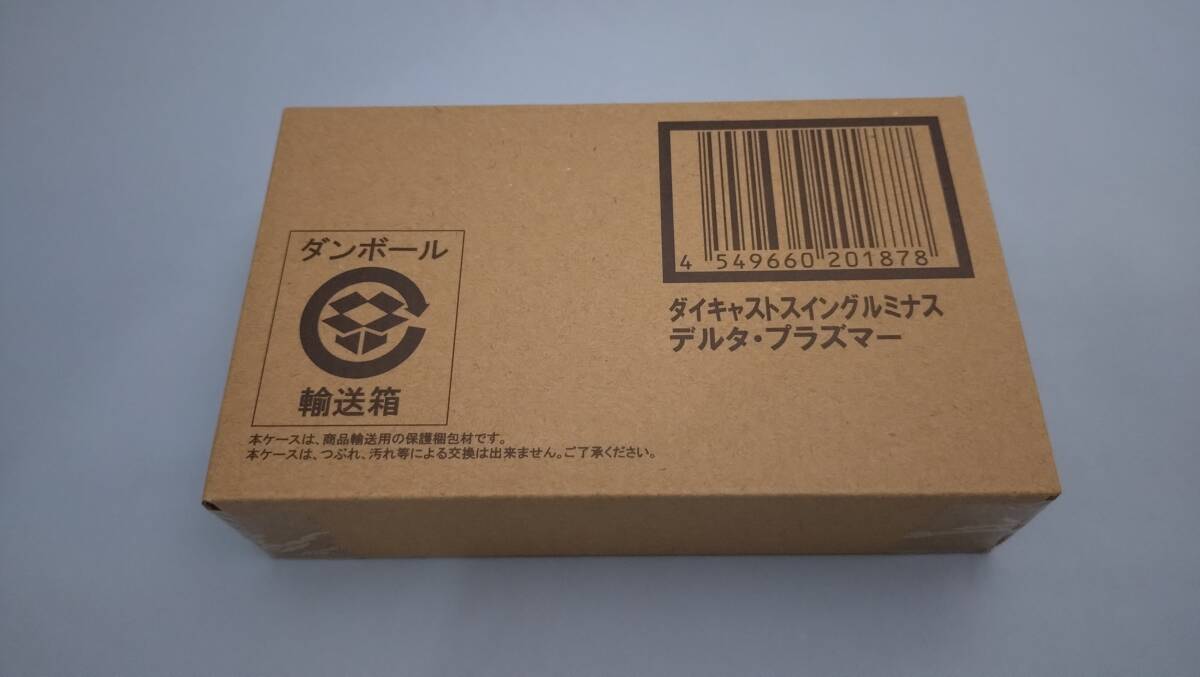 4 549660 201878
ダイキャストスイングルミナス
デルタ・プラズマー
ダンボール
輸送箱
本ケースは、商品輸送用の保護梱包材です。
本ケースは、つぶれ、汚れ等による交換は出来ません。ご了承ください。